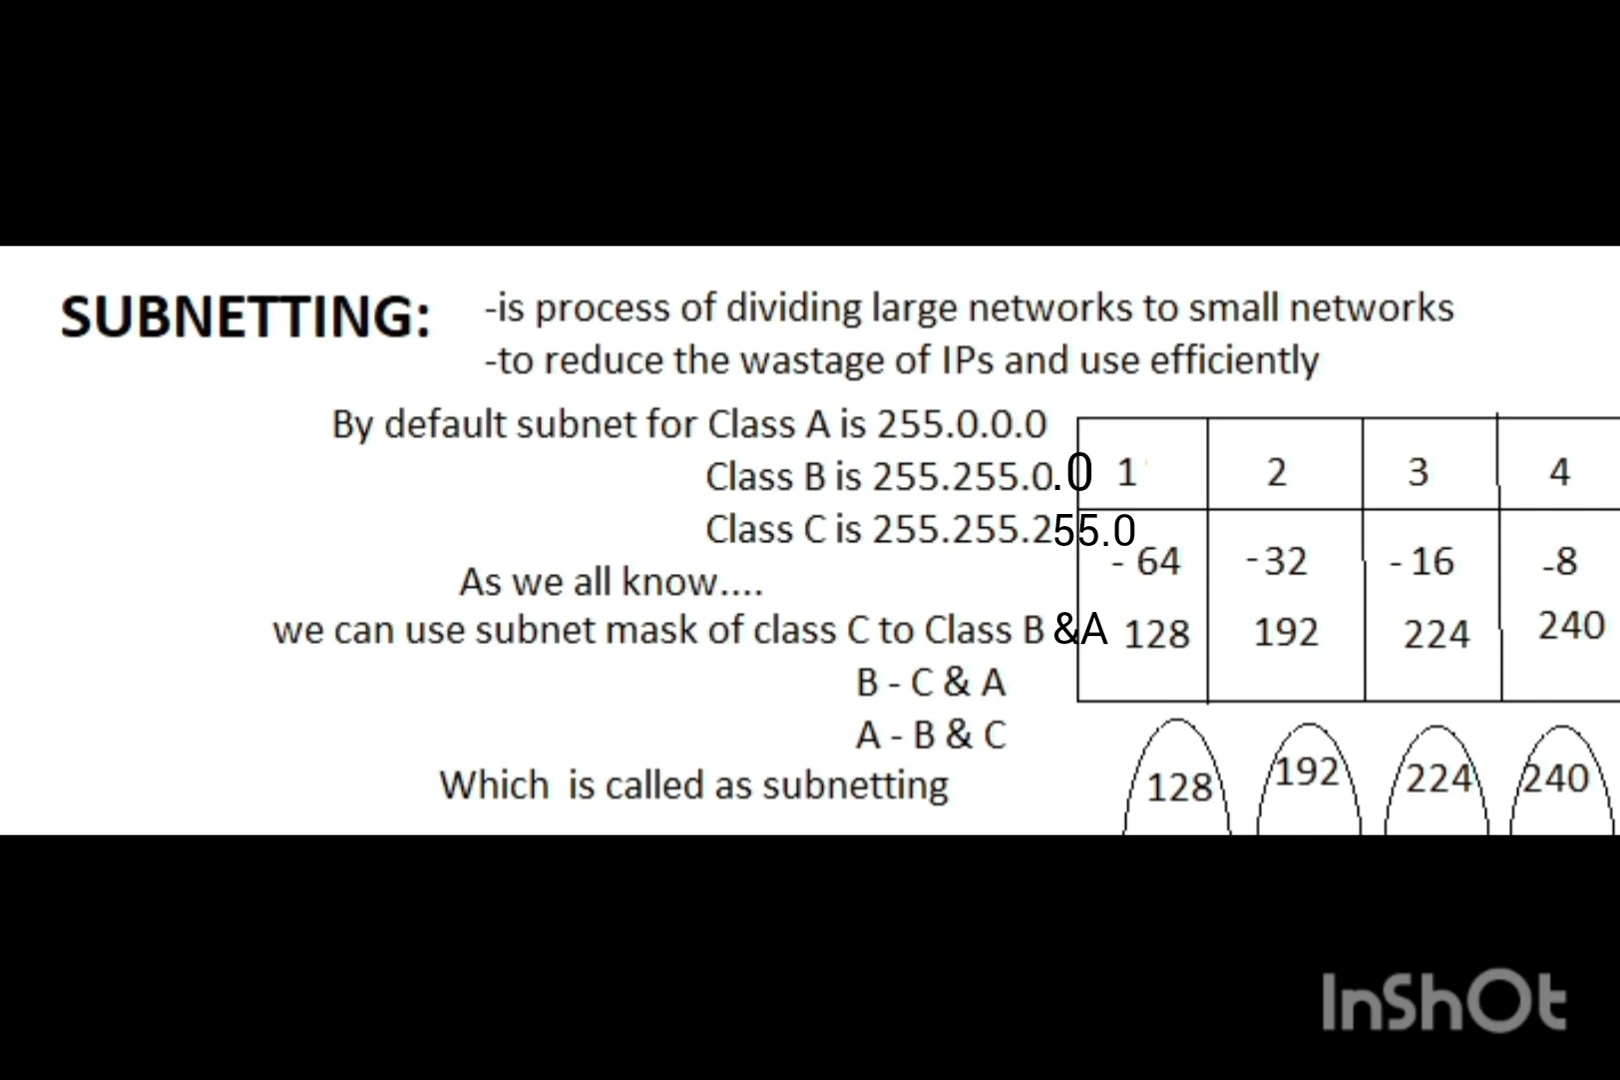 SUBNETTING:
-is process of dividing large networks to small networks
-to reduce the wastage of IPs and use efficiently
By default subnet for Class A is 255.0.0.0
Class B is 255.255.0.0
Class C is 255.255.255.0
As we all know....
we can use subnet mask of class C to Class B &A
B - C & A
A - B & C
Which is called as subnetting
1 2 3 4
- 64 - 32 - 16 -8
128 192 224 240
128 192 224 240
InShOt